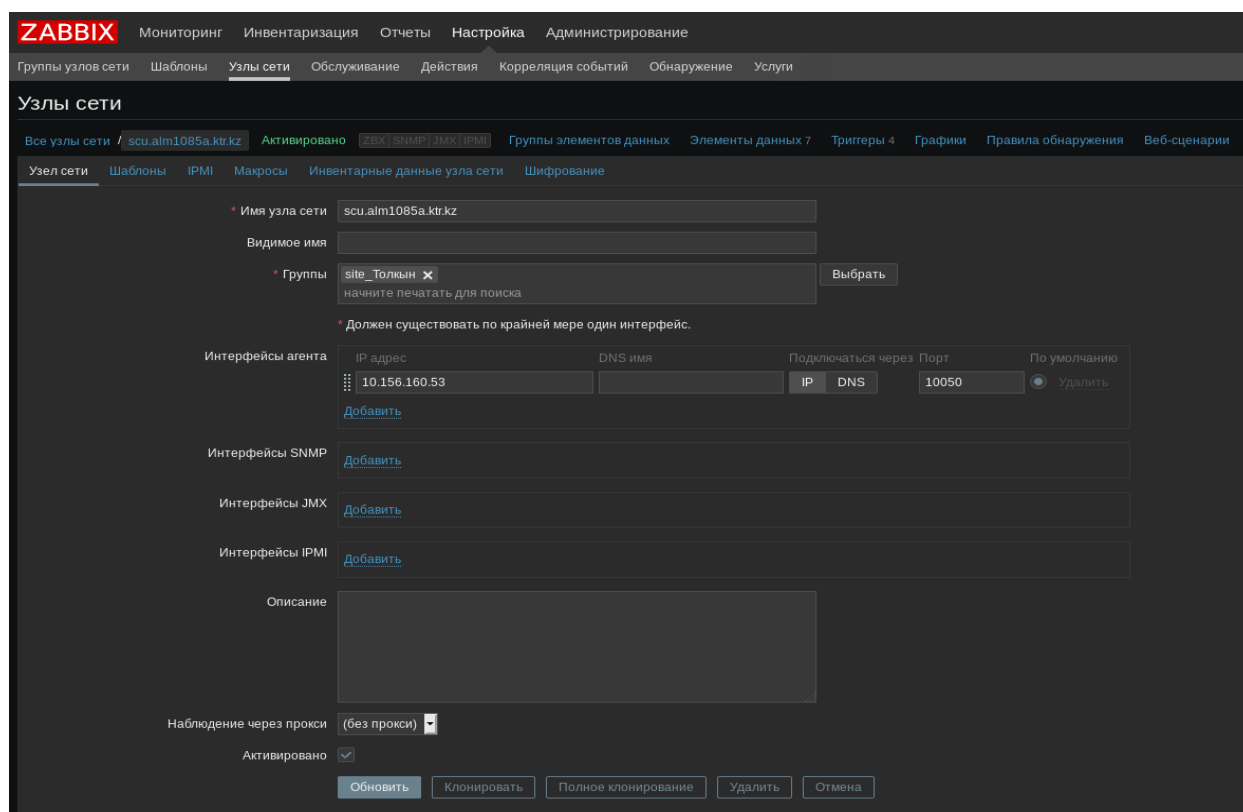 ZABBIX Мониторинг Инвентаризация Отчеты Настройка Администрирование
Группы узлов сети Шаблоны Узлы сети Обслуживание Действия Корреляция событий Обнаружение Услуги
Узлы сети
Все узлы сети / scu.alm1085a.ktr.kz Активировано ZBX SNMP JMX IPMI Группы элементов данных Элементы данных 7 Триггеры 4 Графики Правила обнаружения Веб-сценарии
Узел сети Шаблоны IPMI Макросы Инвентарные данные узла сети Шифрование
* Имя узла сети scu.alm1085a.ktr.kz
Видимое имя
* Группы site_Толкын Выбрать
начните печатать для поиска
* Должен существовать по крайней мере один интерфейс.
Интерфейсы агента IP адрес DNS имя Подключаться через Порт По умолчанию
10.156.160.53 IP DNS 10050 Удалить
Добавить
Интерфейсы SNMP Добавить
Интерфейсы JMX Добавить
Интерфейсы IPMI Добавить
Описание
Наблюдение через прокси (без прокси)
Активировано
Обновить Клонировать Полное клонирование Удалить Отмена